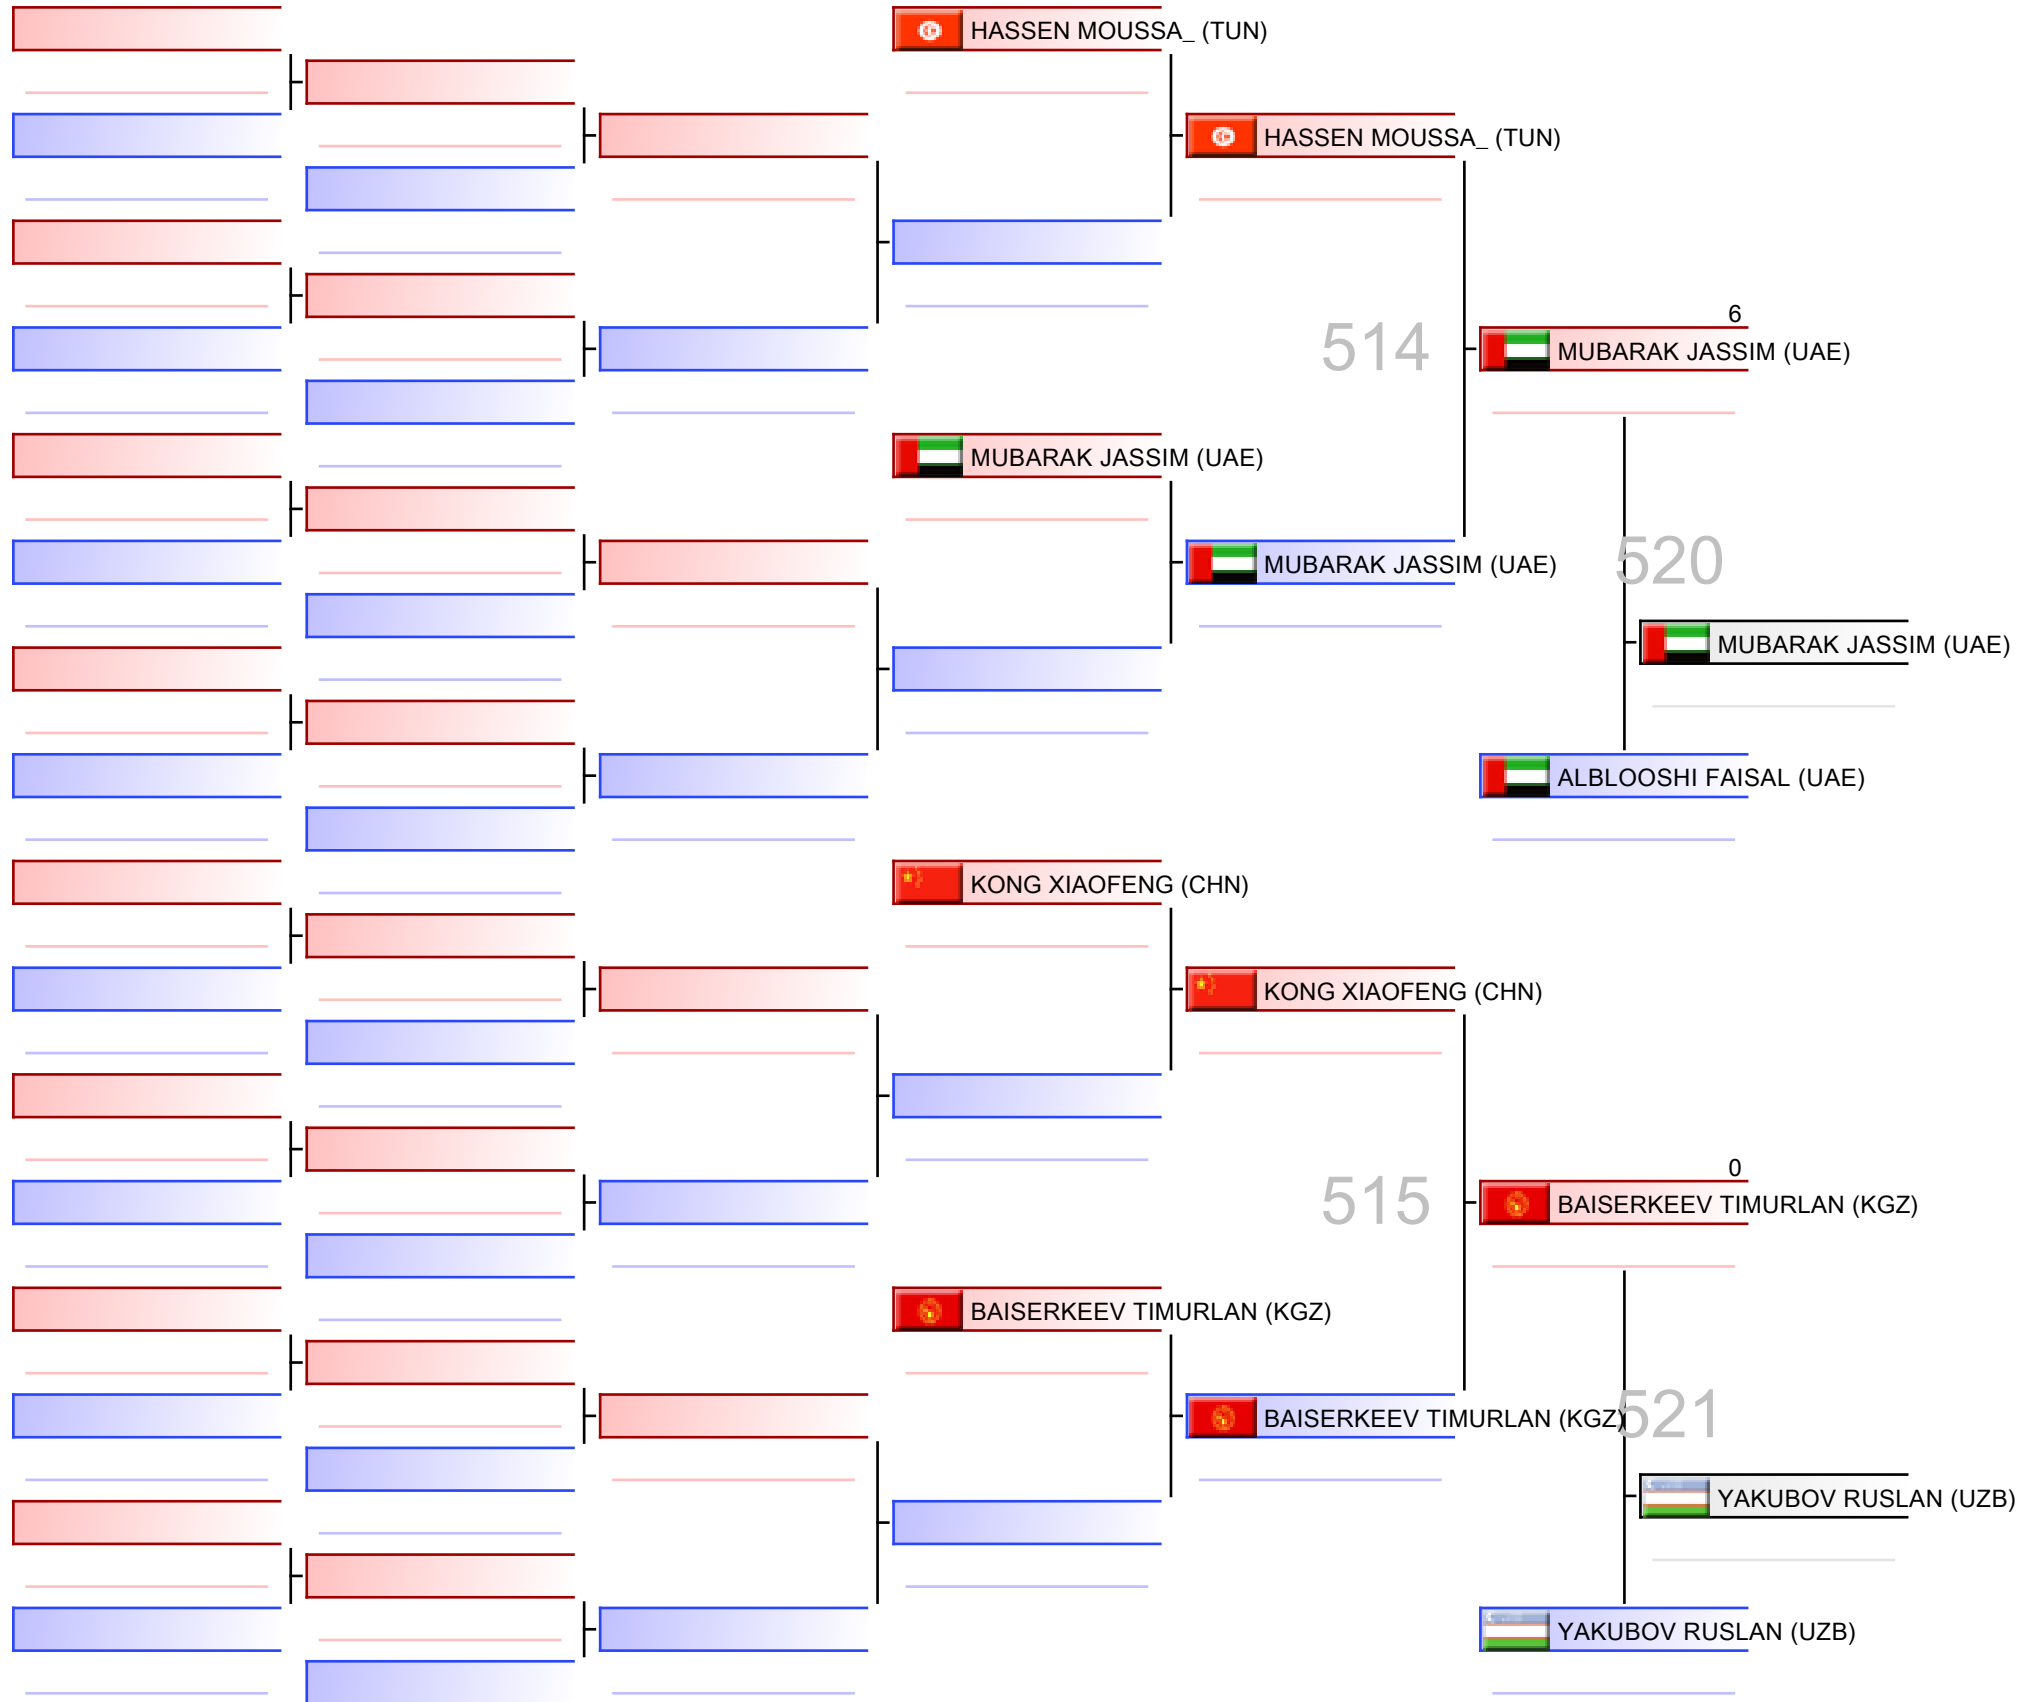 HASSEN MOUSSA_ (TUN)
HASSEN MOUSSA_ (TUN)
6
514
MUBARAK JASSIM (UAE)
MUBARAK JASSIM (UAE)
MUBARAK JASSIM (UAE)
520
MUBARAK JASSIM (UAE)
ALBLOOSHI FAISAL (UAE)
KONG XIAOFENG (CHN)
KONG XIAOFENG (CHN)
0
515
BAISERKEEV TIMURLAN (KGZ)
BAISERKEEV TIMURLAN (KGZ)
BAISERKEEV TIMURLAN (KGZ)
521
YAKUBOV RUSLAN (UZB)
YAKUBOV RUSLAN (UZB)